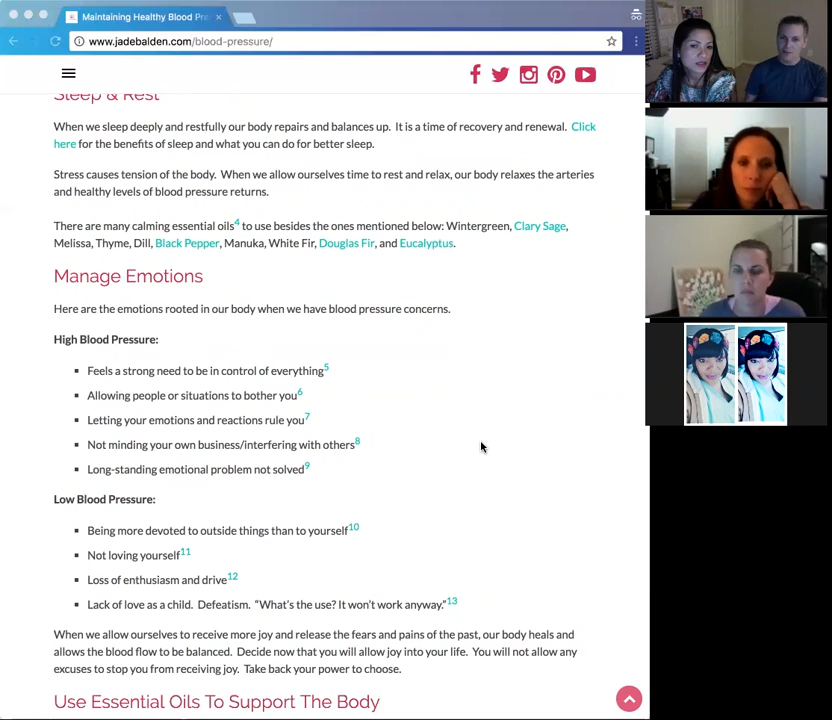 Maintaining Healthy Blood Pre
www.jadebalden.com/blood-pressure/
Sleep & Rest
When we sleep deeply and restfully our body repairs and balances up. It is a time of recovery and renewal. Click
here for the benefits of sleep and what you can do for better sleep.
Stress causes tension of the body. When we allow ourselves time to rest and relax, our body relaxes the arteries
and healthy levels of blood pressure returns.
There are many calming essential oils4 to use besides the ones mentioned below: Wintergreen, Clary Sage,
Melissa, Thyme, Dill, Black Pepper, Manuka, White Fir, Douglas Fir, and Eucalyptus.
Manage Emotions
Here are the emotions rooted in our body when we have blood pressure concerns.
High Blood Pressure:
Feels a strong need to be in control of everything5
Allowing people or situations to bother you6
Letting your emotions and reactions rule you7
Not minding your own business/interfering with others8
Long-standing emotional problem not solved9
Low Blood Pressure:
Being more devoted to outside things than to yourself10
Not loving yourself11
Loss of enthusiasm and drive12
Lack of love as a child. Defeatism. “What’s the use? It won’t work anyway.”13
When we allow ourselves to receive more joy and release the fears and pains of the past, our body heals and
allows the blood flow to be balanced. Decide now that you will allow joy into your life. You will not allow any
excuses to stop you from receiving joy. Take back your power to choose.
Use Essential Oils To Support The Body